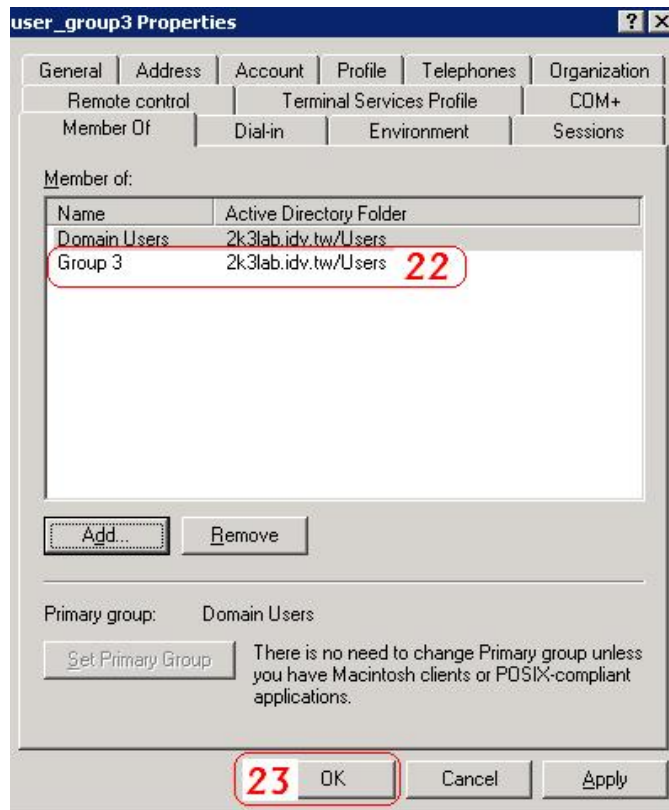 user_group3 Properties
General Address Account Profile Telephones Organization
Remote control Terminal Services Profile COM+
Member Of Dial-in Environment Sessions
Member of:
Name Active Directory Folder
Domain Users 2k3lab.idv.tw/Users
Group 3 2k3lab.idv.tw/Users 22
Add... Remove
Primary group: Domain Users
Set Primary Group
There is no need to change Primary group unless
you have Macintosh clients or POSIX-compliant
applications.
23 OK Cancel Apply